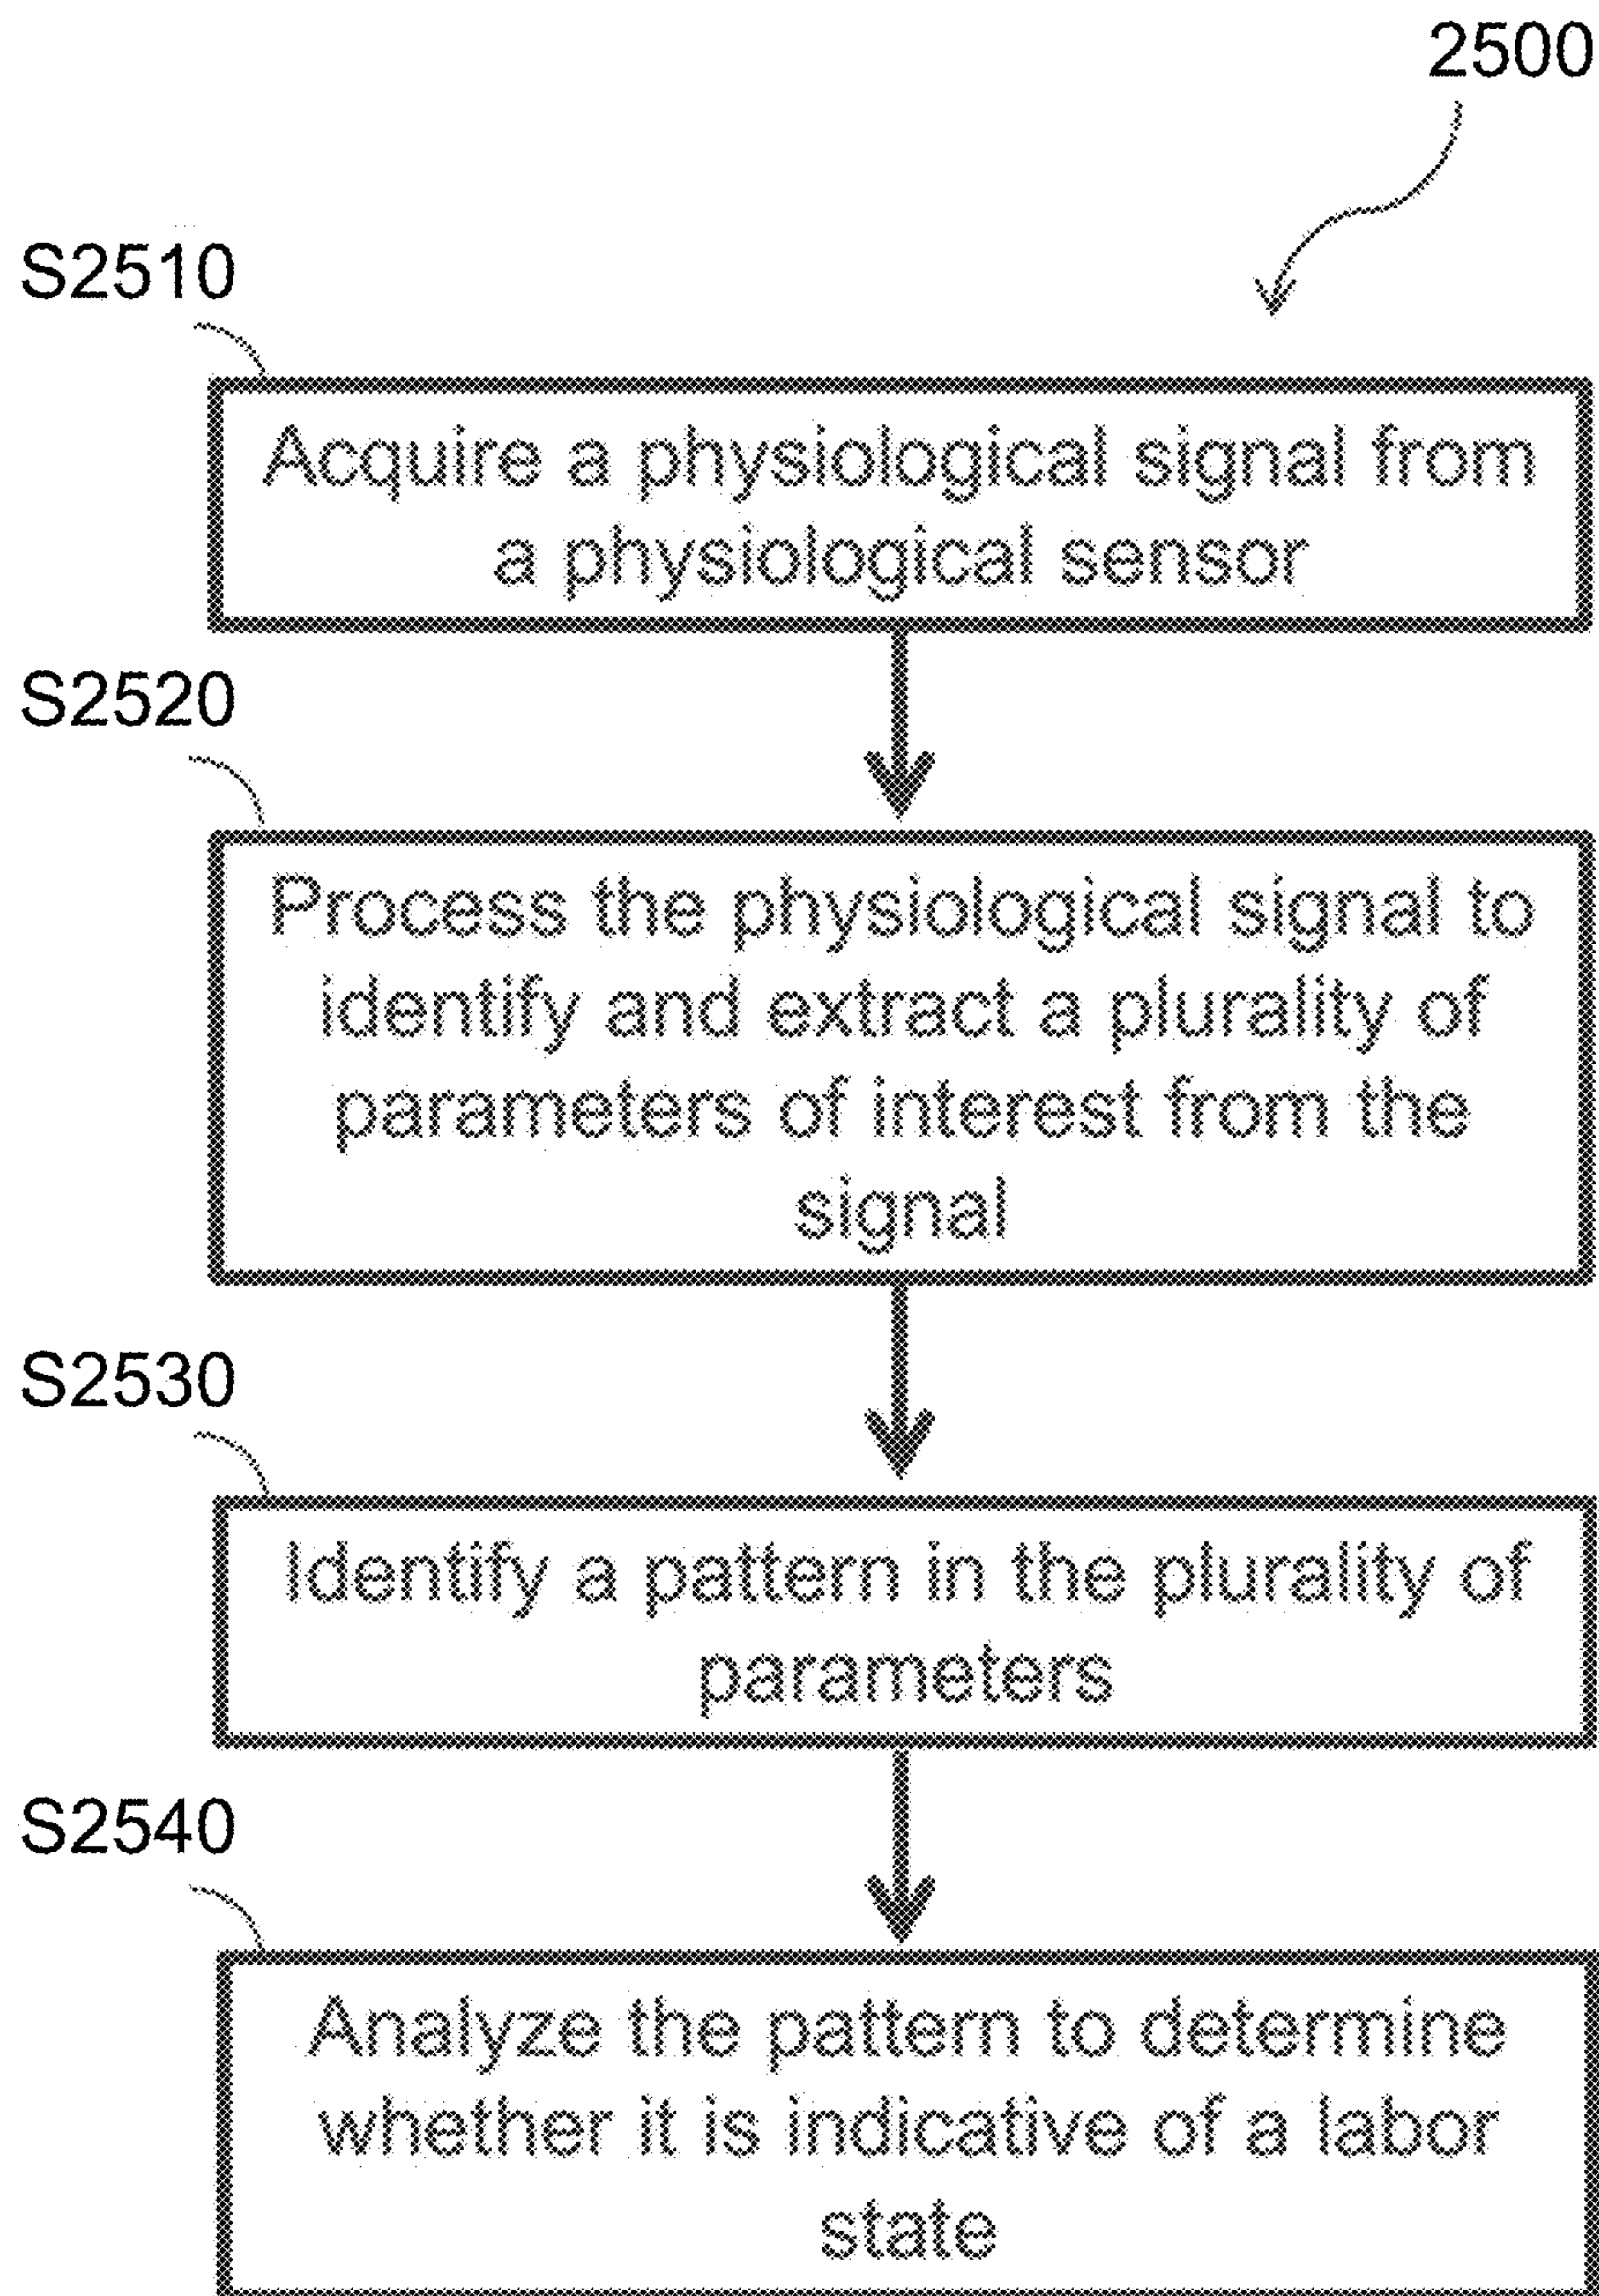 2500
S2510
Acquire a physiological signal from
a physiological sensor
S2520
Process the physiological signal to
identify and extract a plurality of
parameters of interest from the
signal
S2530
Identify a pattern in the plurality of
parameters
S2540
Analyze the pattern to determine
whether it is indicative of a labor
state